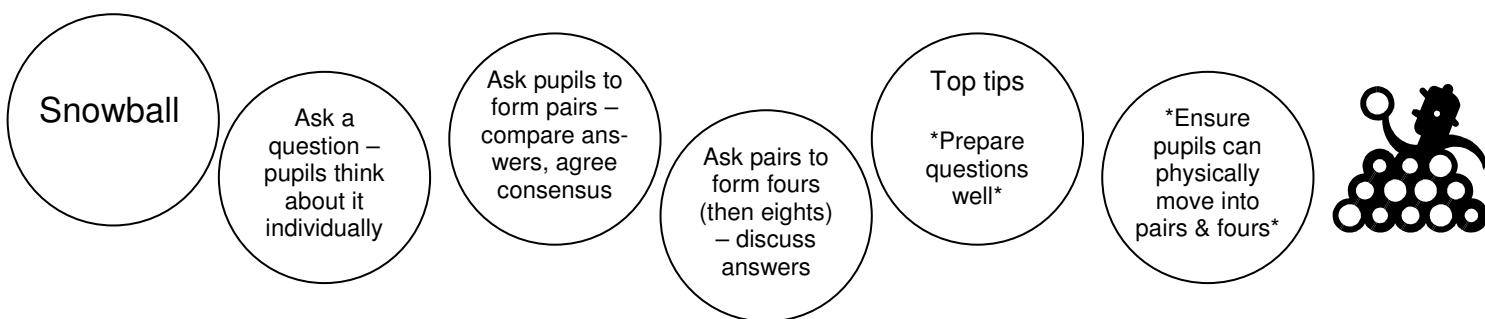 Snowball
Ask a
question –
pupils think
about it
individually
Ask pupils to
form pairs –
compare ans-
wers, agree
consensus
Ask pairs to
form fours
(then eights)
– discuss
answers
Top tips
*Prepare
questions
well*
*Ensure
pupils can
physically
move into
pairs & fours*